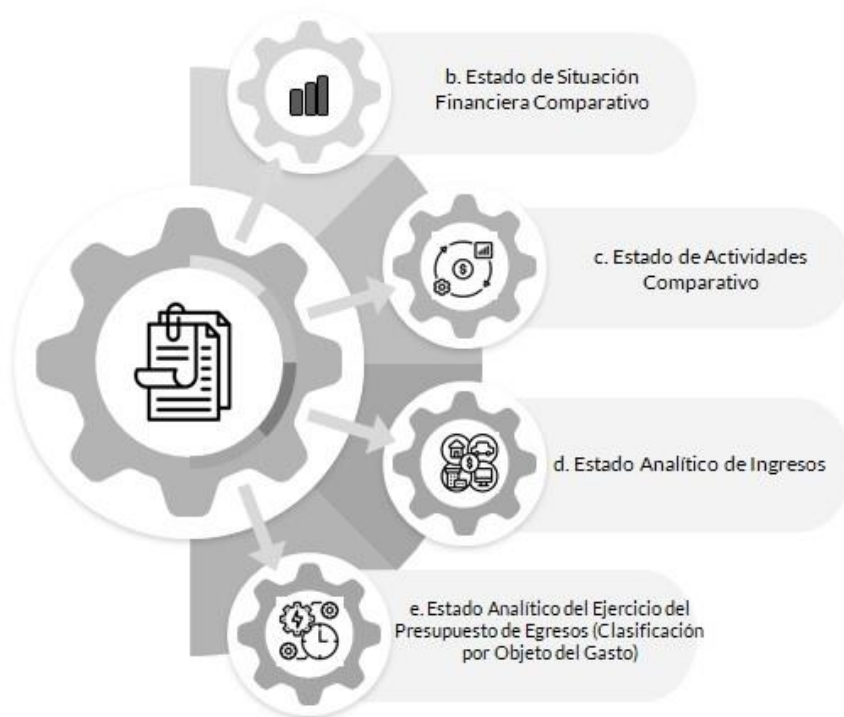 b. Estado de Situación
Financiera Comparativo
c. Estado de Actividades
Comparativo
d. Estado Analítico de Ingresos
e. Estado Analítico del Ejercicio del
Presupuesto de Egresos (Clasificación
por Objeto del Gasto)
$
$